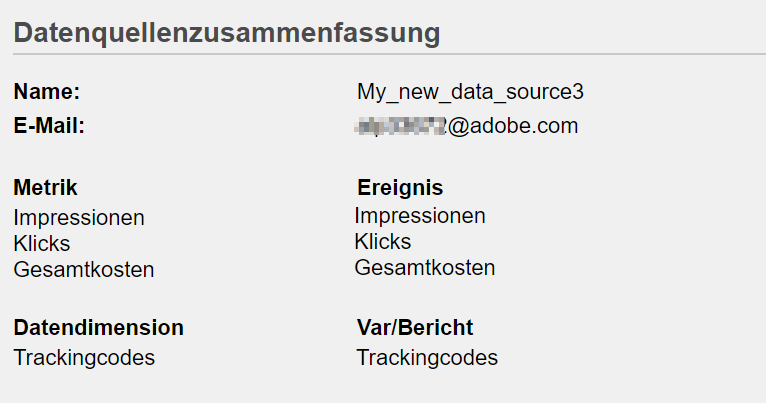 Datenquellenzusammenfassung
Name: My_new_data_source3
E-Mail: @adobe.com
Metrik Ereignis
Impressionen Impressionen
Klicks Klicks
Gesamtkosten Gesamtkosten
Datendimension Var/Bericht
Trackingcodes Trackingcodes